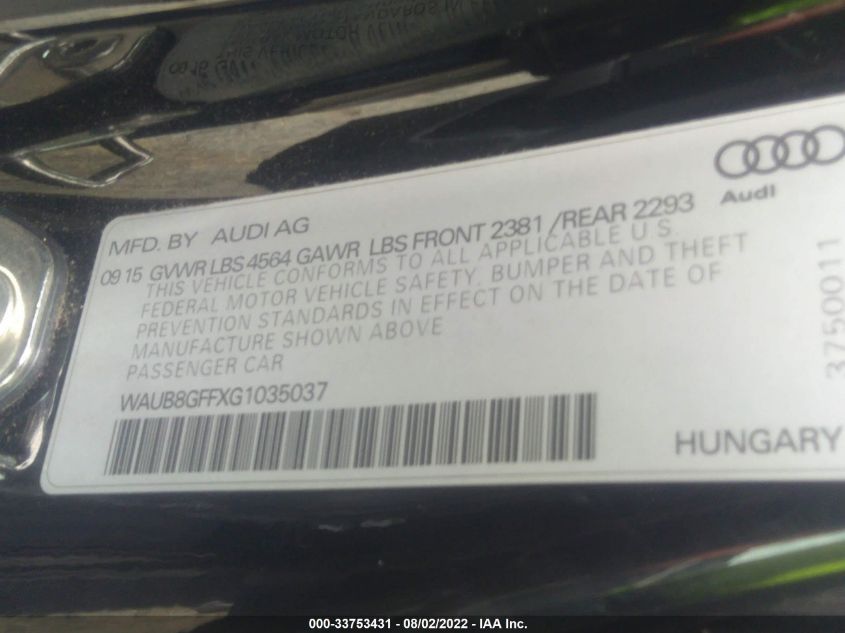 Audi
MFD. BY AUDI AG
09 15 GVWR LBS 4564 GAWR LBS FRONT 2381 /REAR 2293
THIS VEHICLE CONFORMS TO ALL APPLICABLE U.S.
FEDERAL MOTOR VEHICLE SAFETY, BUMPER AND THEFT
PREVENTION STANDARDS IN EFFECT ON THE DATE OF
MANUFACTURE SHOWN ABOVE
PASSENGER CAR
WAUB8GFFXG1035037
3750011
HUNGARY
000-33753431 - 08/02/2022 - IAA Inc.